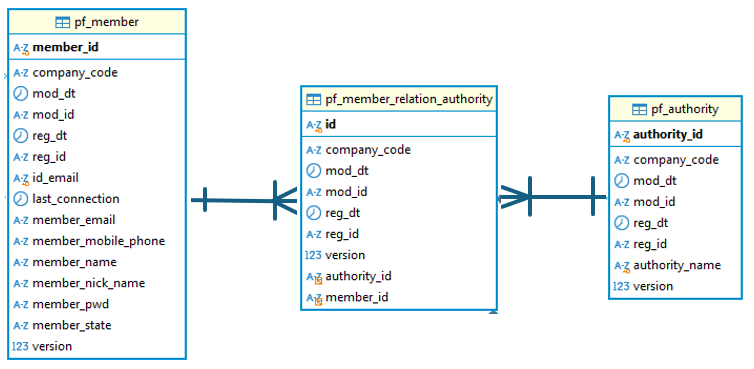 pf_member
A-Z member_id
A-Z company_code
mod_dt
A-Z mod_id
reg_dt
A-Z reg_id
A-Z id_email
last_connection
A-Z member_email
A-Z member_mobile_phone
A-Z member_name
A-Z member_nick_name
A-Z member_pwd
A-Z member_state
123 version
pf_member_relation_authority
A-Z id
A-Z company_code
mod_dt
A-Z mod_id
reg_dt
A-Z reg_id
123 version
A-Z authority_id
A-Z member_id
pf_authority
A-Z authority_id
A-Z company_code
mod_dt
A-Z mod_id
reg_dt
A-Z reg_id
A-Z authority_name
123 version